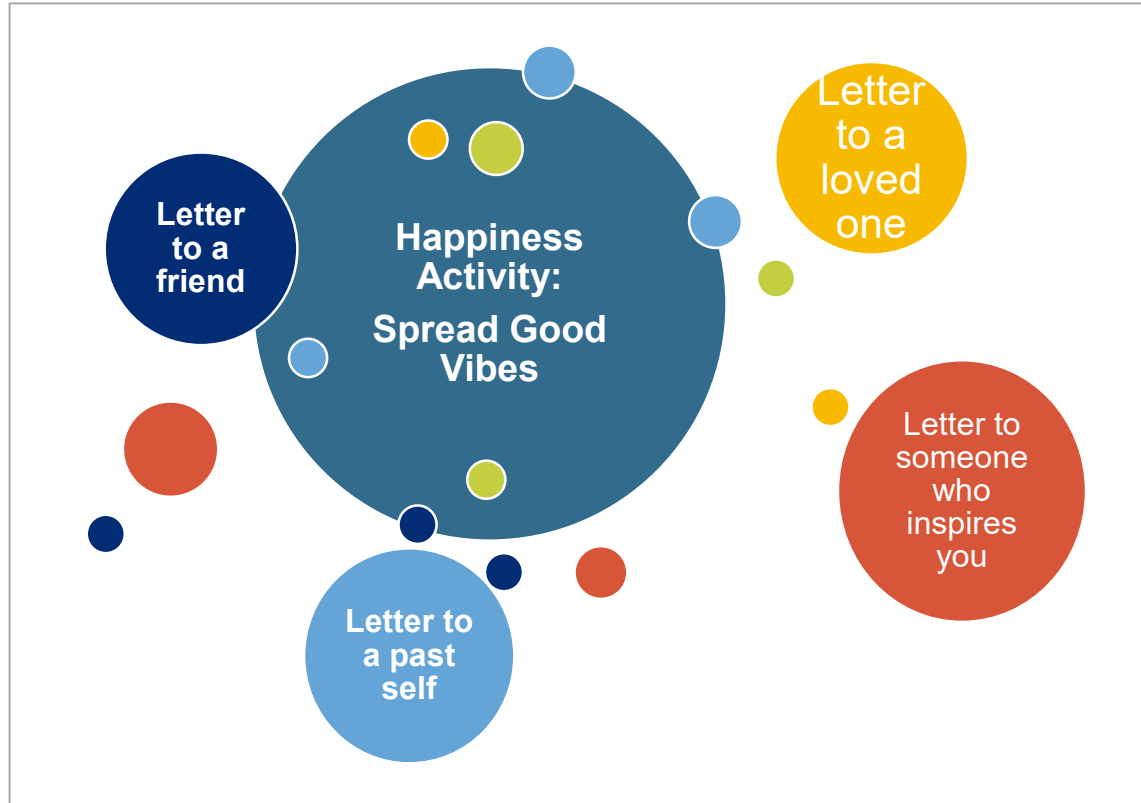 Happiness
Activity:
Spread Good
Vibes
Letter
to a
friend
Letter
to a
loved
one
Letter to
someone
who
inspires
you
Letter to
a past
self